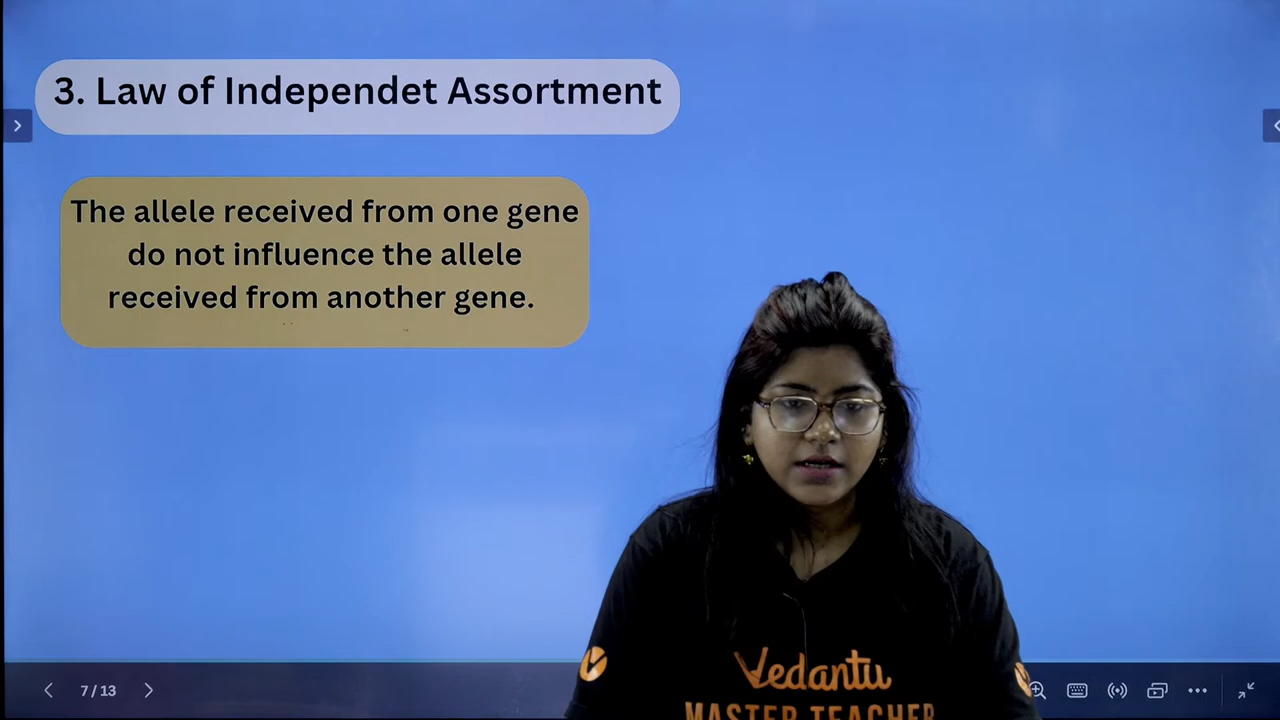 3. Law of Independet Assortment
The allele received from one gene
do not influence the allele
received from another gene.
Vedantu
MASTER TEACHER
7 / 13